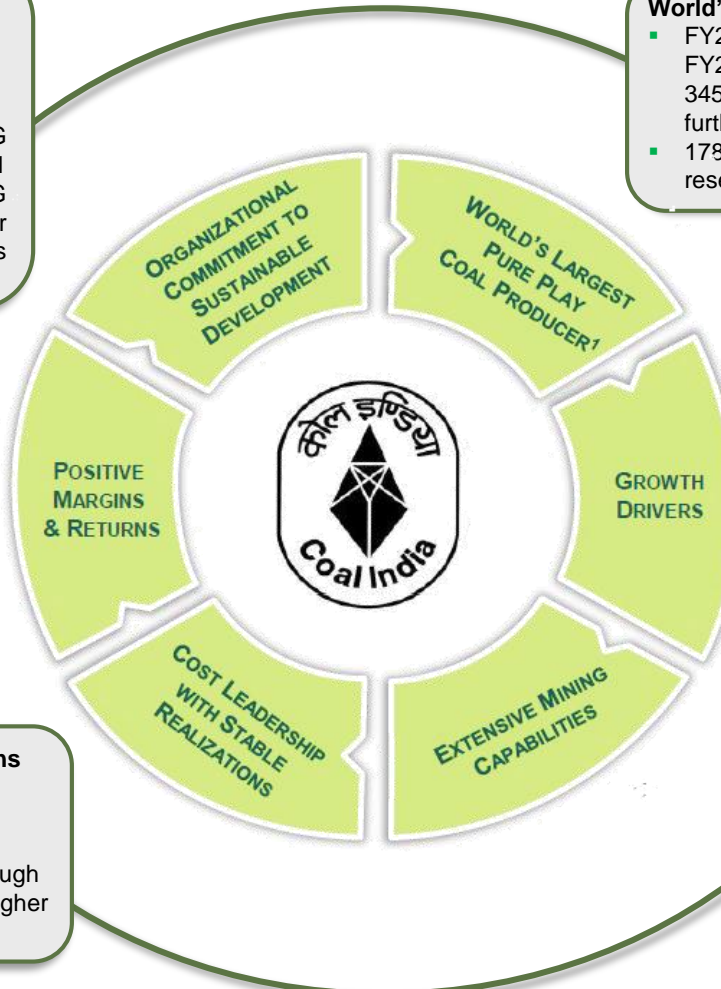 World's
FY2
FY2
345
furth
178
reso
G
G
r
s
ORGANIZATIONAL
COMMITMENT TO
SUSTAINABLE
DEVELOPMENT
WORLD'S LARGEST
PURE PLAY
COAL PRODUCER¹
POSITIVE
MARGINS
& RETURNS
कोल इण्डिया
Coal India
GROWTH
DRIVERS
COST LEADERSHIP
WITH STABLE
REALIZATIONS
EXTENSIVE MINING
CAPABILITIES
ns
ugh
gher